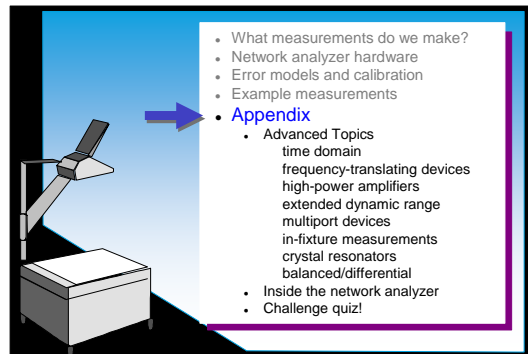 • What measurements do we make?
• Network analyzer hardware
• Error models and calibration
• Example measurements
• Appendix
• Advanced Topics
time domain
frequency-translating devices
high-power amplifiers
extended dynamic range
multiport devices
in-fixture measurements
crystal resonators
balanced/differential
• Inside the network analyzer
• Challenge quiz!